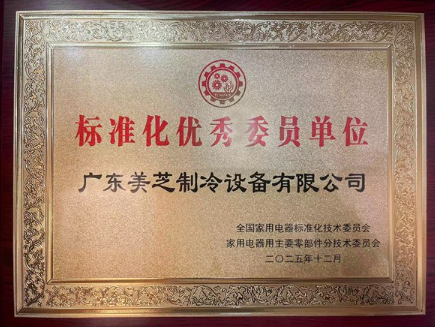 标准化优秀委员单位
广东美芝制冷设备有限公司
全国家用电器标准化技术委员会
家用电器用主要零部件分技术委员会
二〇二五年十二月